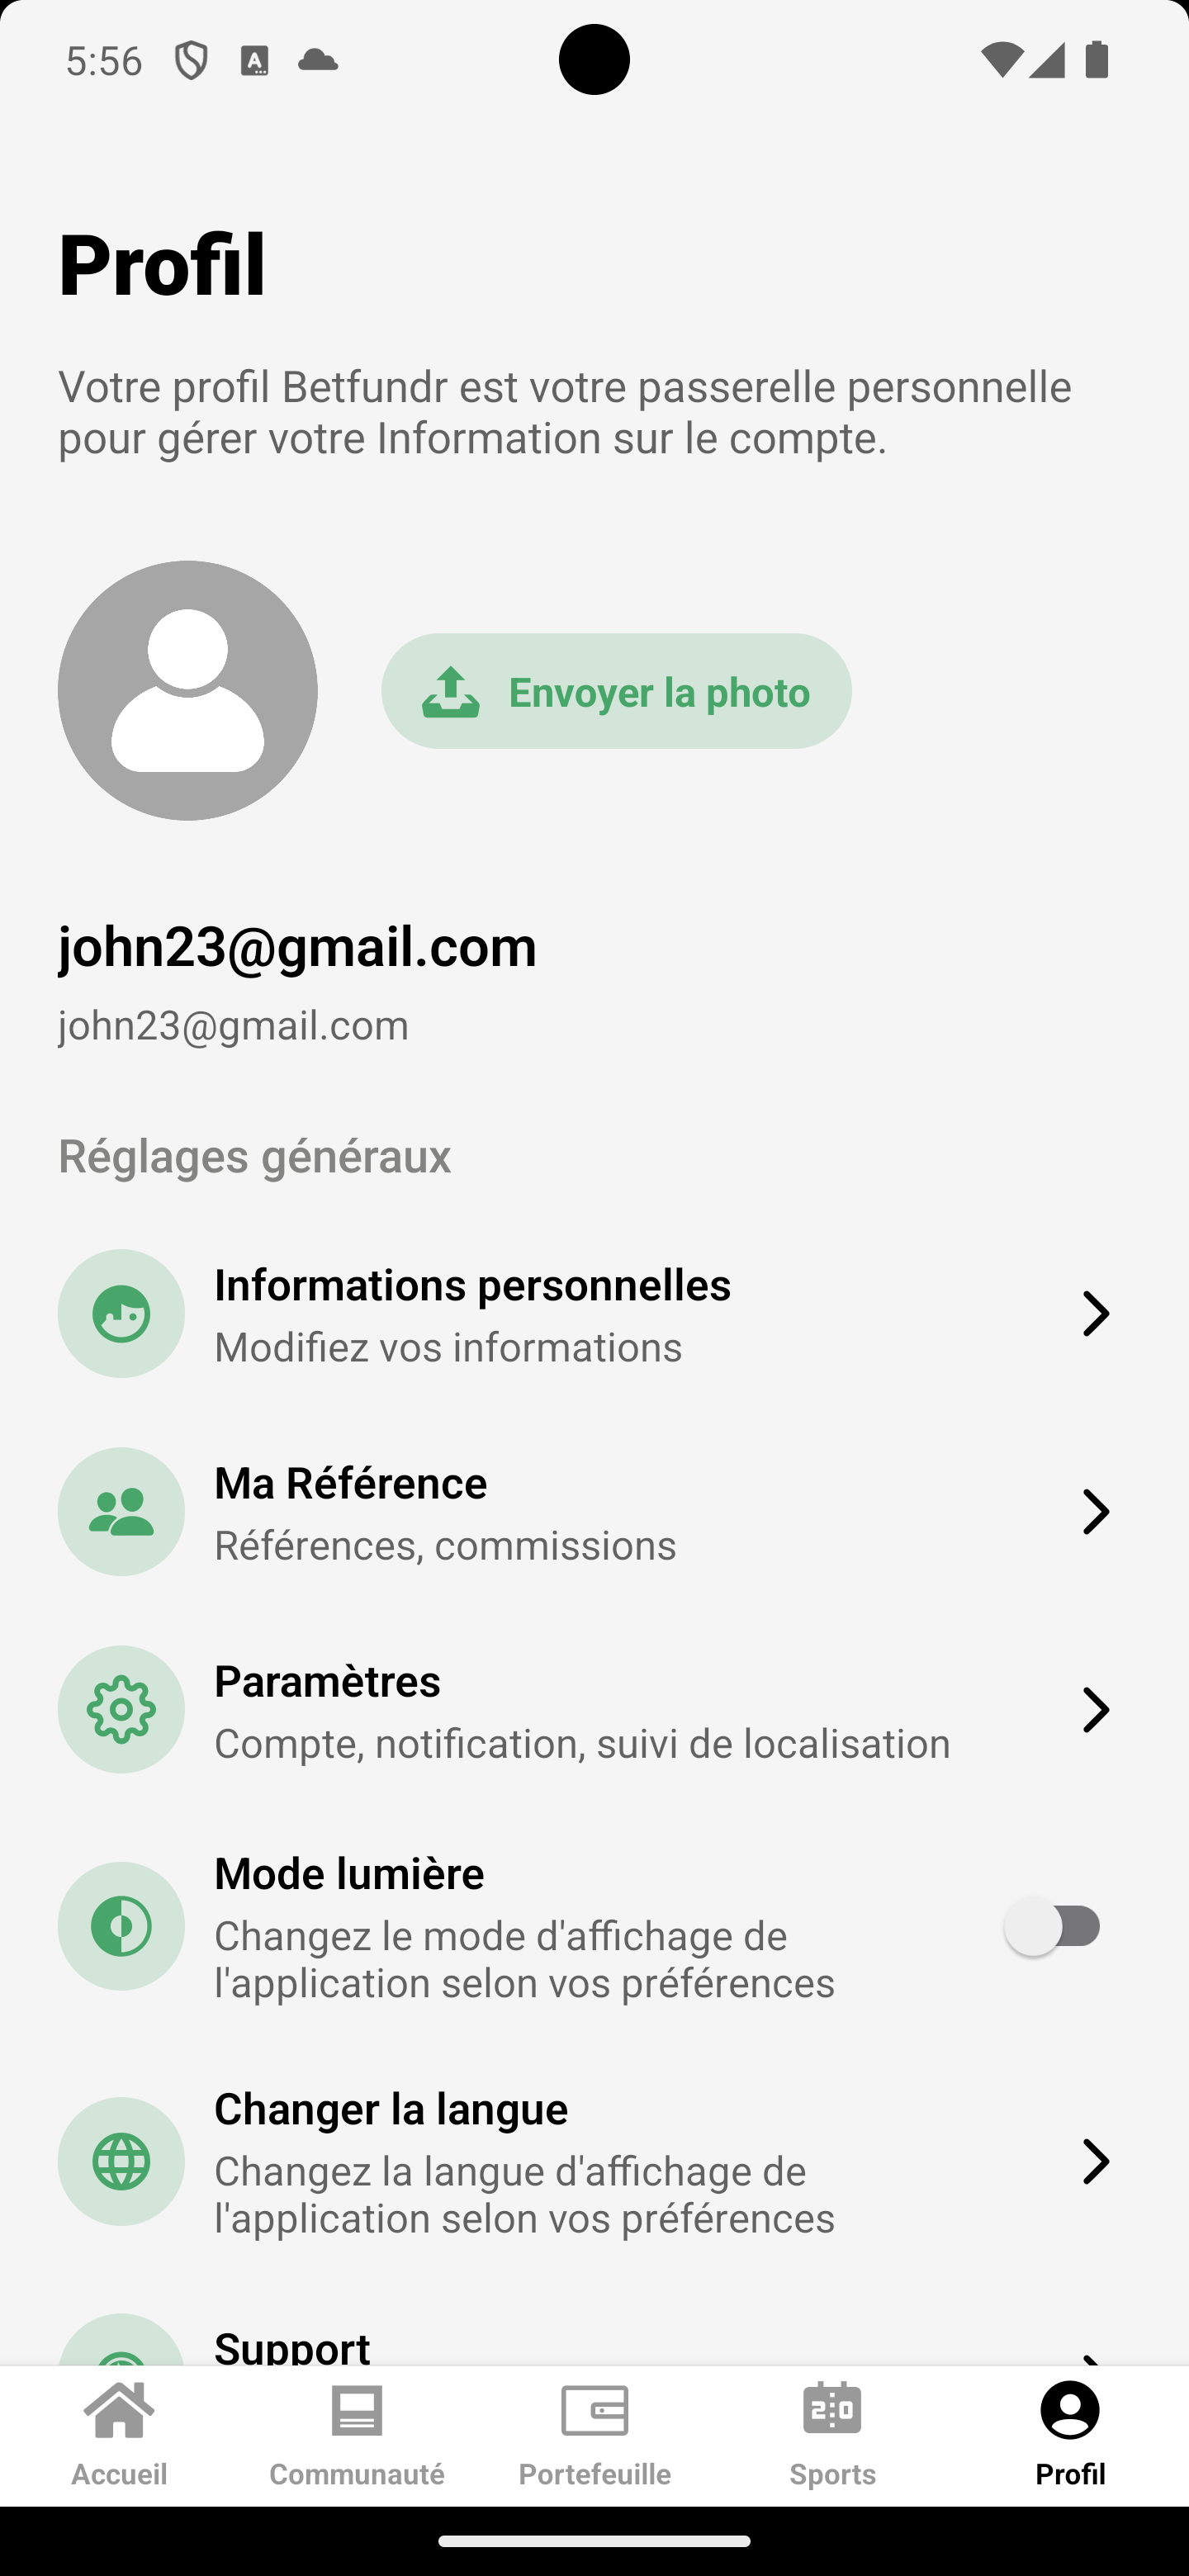 5:56
Profil
Votre profil Betfundr est votre passerelle personnelle
pour gérer votre Information sur le compte.
Envoyer la photo
john23@gmail.com
john23@gmail.com
Réglages généraux
Informations personnelles
Modifiez vos informations
Ma Référence
Références, commissions
Paramètres
Compte, notification, suivi de localisation
Mode lumière
Changez le mode d'affichage de
l'application selon vos préférences
Changer la langue
Changez la langue d'affichage de
l'application selon vos préférences
Support
Accueil
Communauté
Portefeuille
Sports
Profil